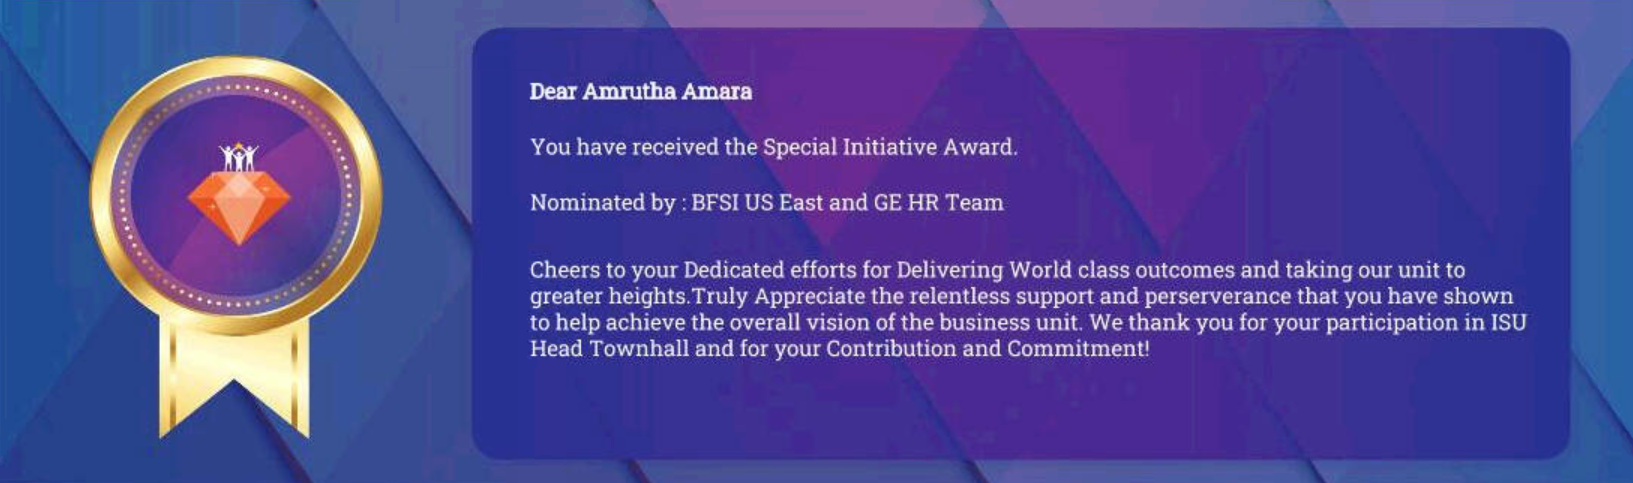 Dear Amrutha Amara
You have received the Special Initiative Award.
Nominated by : BFSI US East and GE HR Team
Cheers to your Dedicated efforts for Delivering World class outcomes and taking our unit to
greater heights.Truly Appreciate the relentless support and perserverance that you have shown
to help achieve the overall vision of the business unit. We thank you for your participation in ISU
Head Townhall and for your Contribution and Commitment!